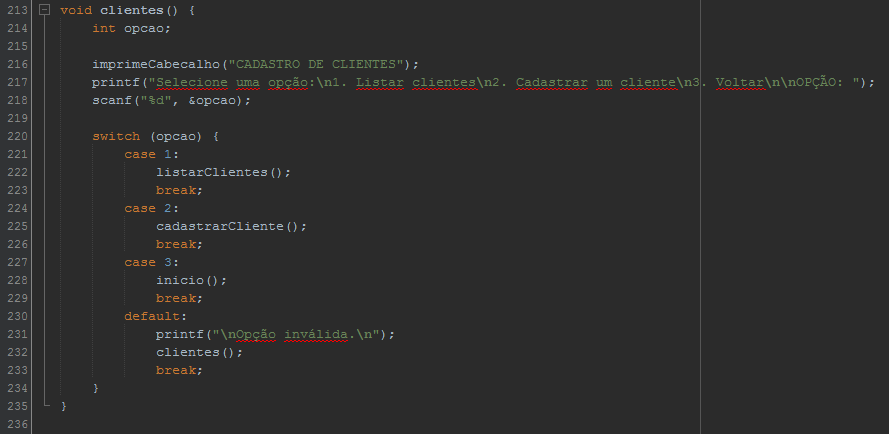 213 void clientes() {
214 int opcao;
215
216 imprimeCabecalho("CADASTRO DE CLIENTES");
217 printf("Selecione uma opção:\n1. Listar clientes\n2. Cadastrar um cliente\n3. Voltar\n\nOPÇÃO: ");
218 scanf("%d", &opcao);
219
220 switch (opcao) {
221 case 1:
222 listarClientes();
223 break;
224 case 2:
225 cadastrarCliente();
226 break;
227 case 3:
228 inicio();
229 break;
230 default:
231 printf("\nOpção inválida.\n");
232 clientes();
233 break;
234 }
235 }
236